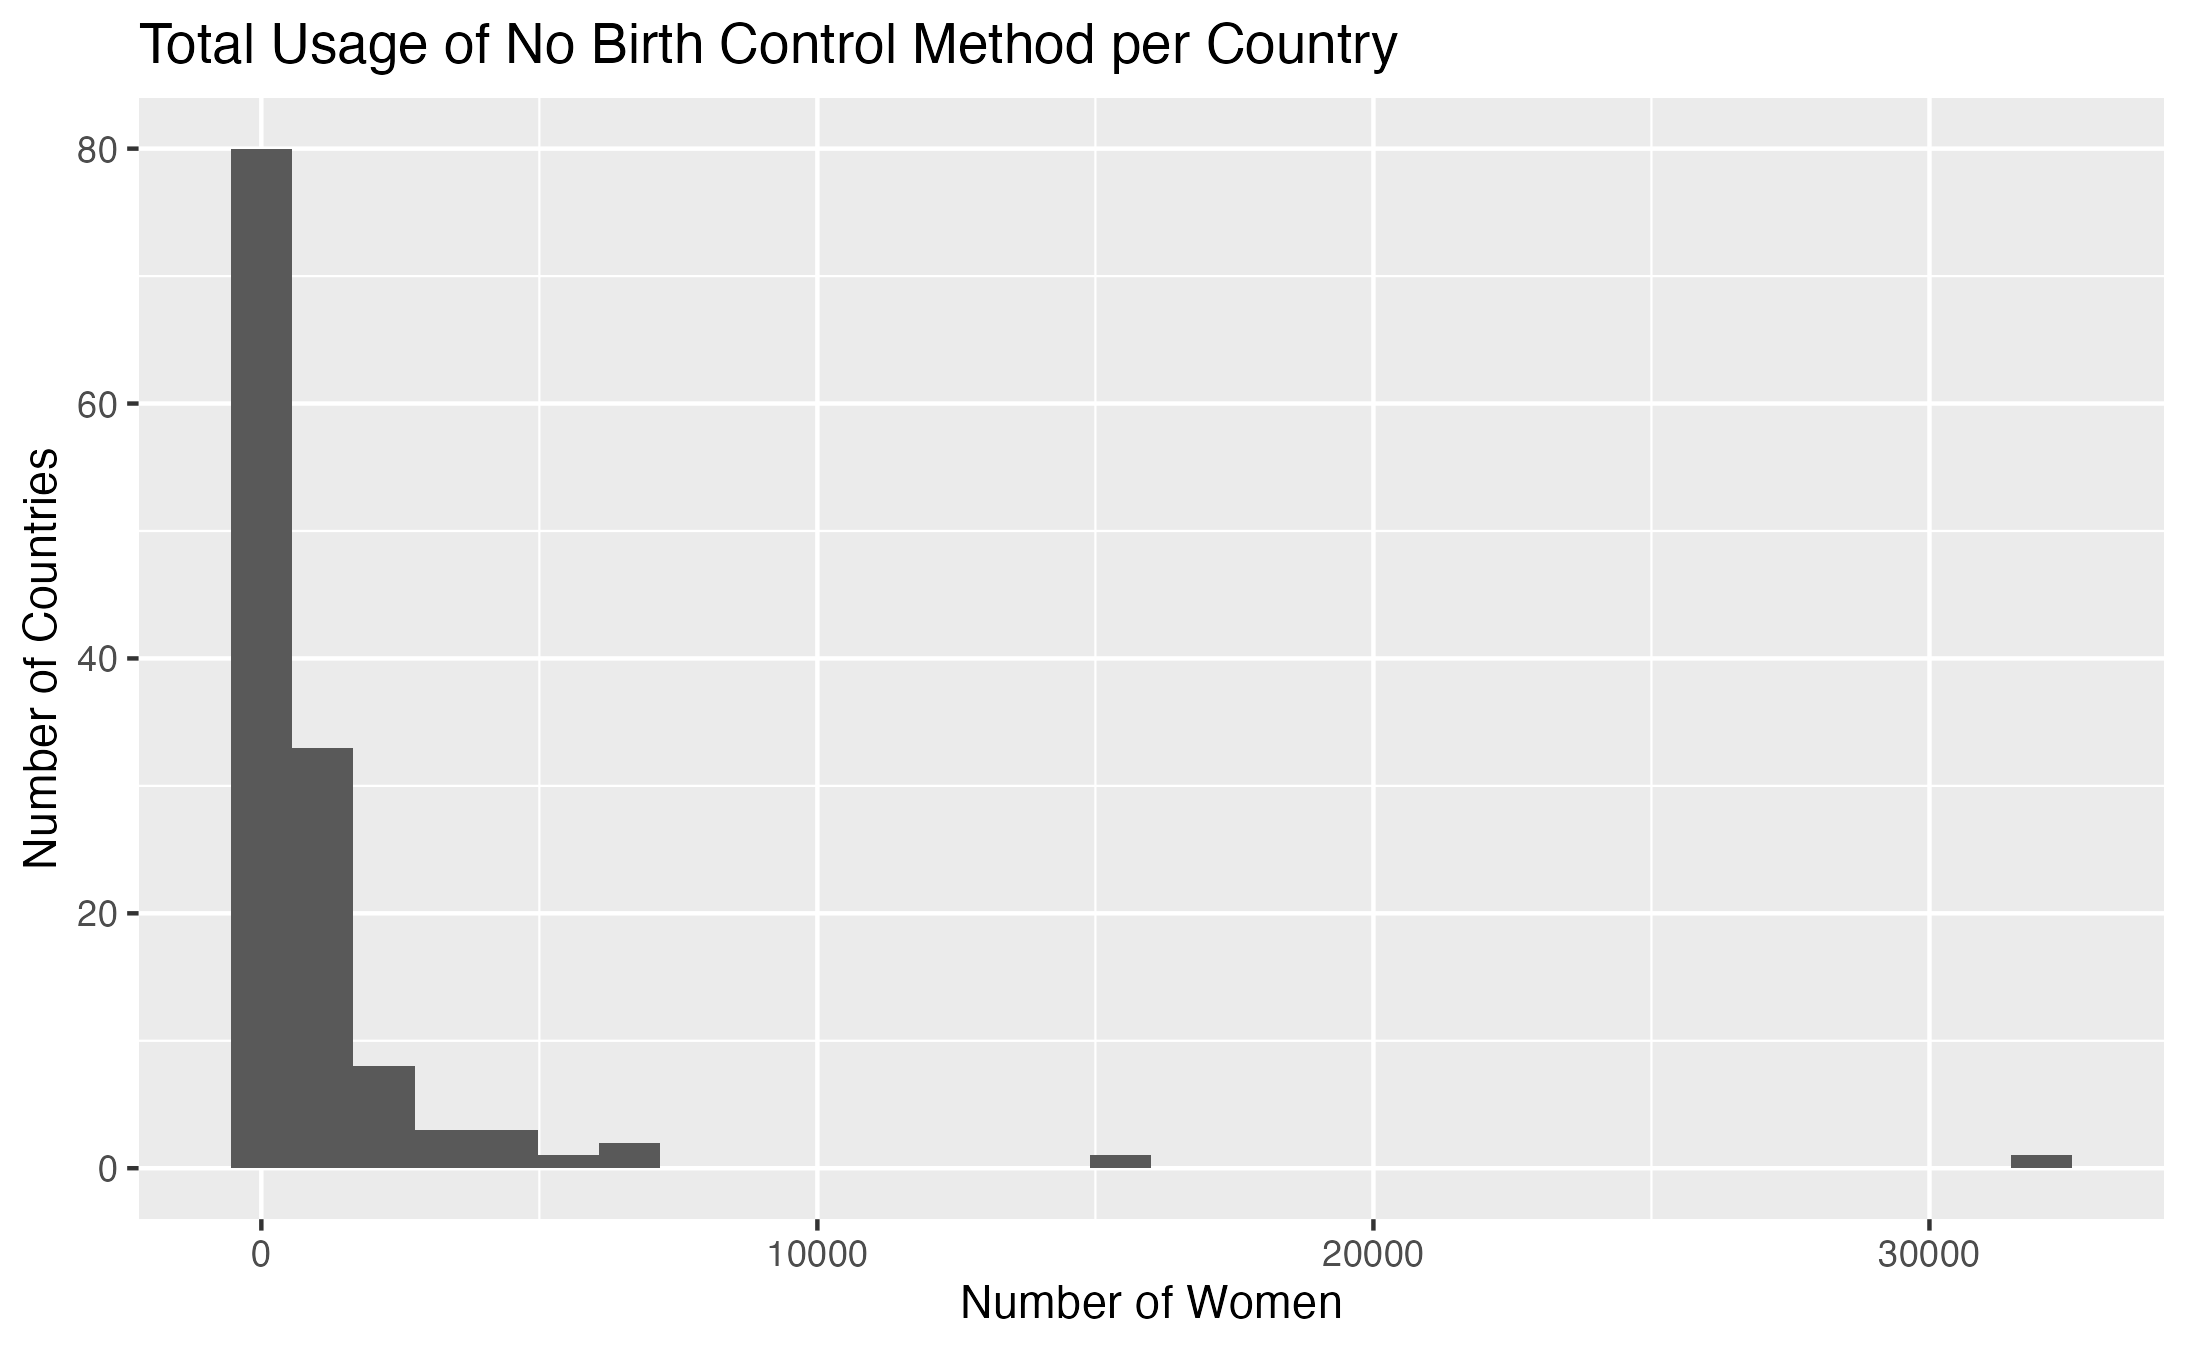 Total Usage of No Birth Control Method per Country
80
60
40
20
0
Number of Countries
0 10000 20000 30000
Number of Women